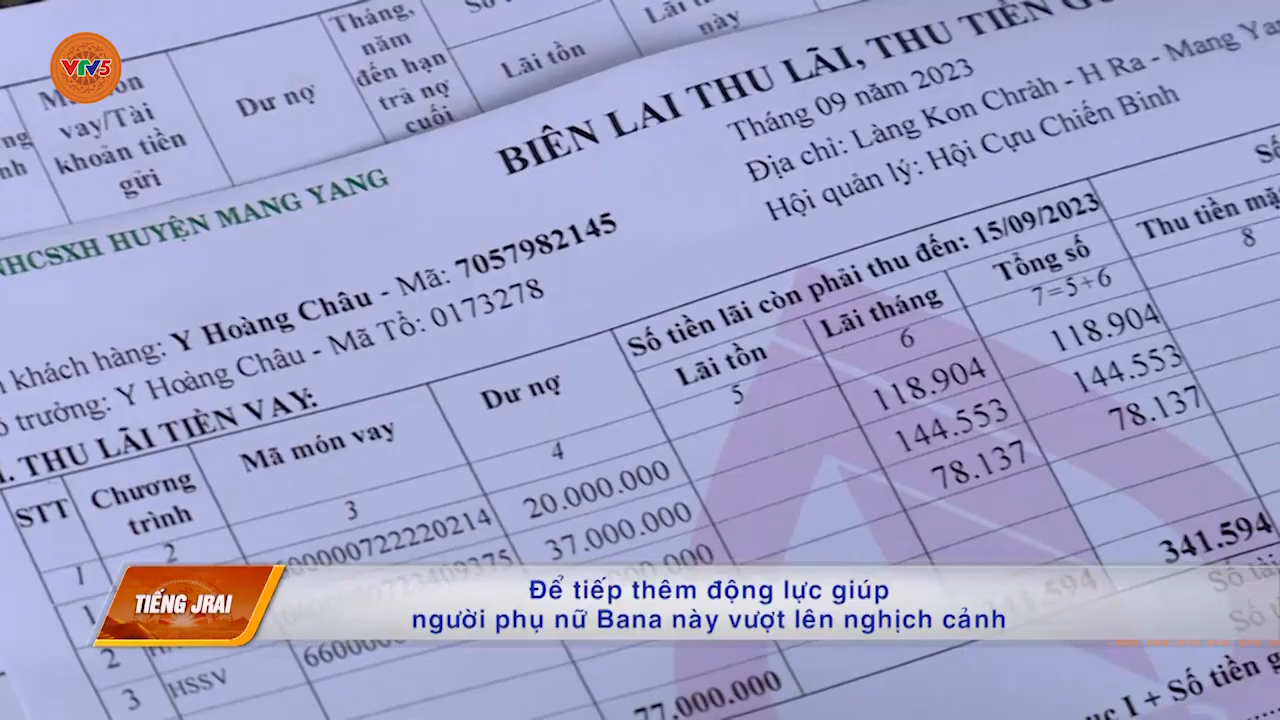 VTV5
Tháng,
năm
đến hạn
trả nợ
cuối
vay/Tài
khoản tiền
gửi
Dư nợ
Lãi tồn
này
BIÊN LAI THU LÃI, THU TIỀN
Tháng 09 năm 2023
Địa chỉ: Làng Kon Chrăh - H Ra - Mang Yang
Hội quản lý: Hội Cựu Chiến Binh
NHCSXH HUYỆN MANG YANG
khách hàng: Y Hoàng Châu - Mã: 7057982145
trưởng: Y Hoàng Châu - Mã Tổ: 0173278
I. THU LÃI TIỀN VAY:
STT
Chương
trình
Mã món vay
Dư nợ
Số tiền lãi còn phải thu đến: 15/09/2023
Lãi tồn
Lãi tháng
Tổng số
Thu tiền
2
3
4
5
6
7=5+6
8
1
20.000.000
118.904
118.904
37.000.000
144.553
144.553
78.137
78.137
2
3
HSSV
77.000.000
341.594
TIẾNG JRAI
Để tiếp thêm động lực giúp
người phụ nữ Bana này vượt lên nghịch cảnh
I + Số tiền